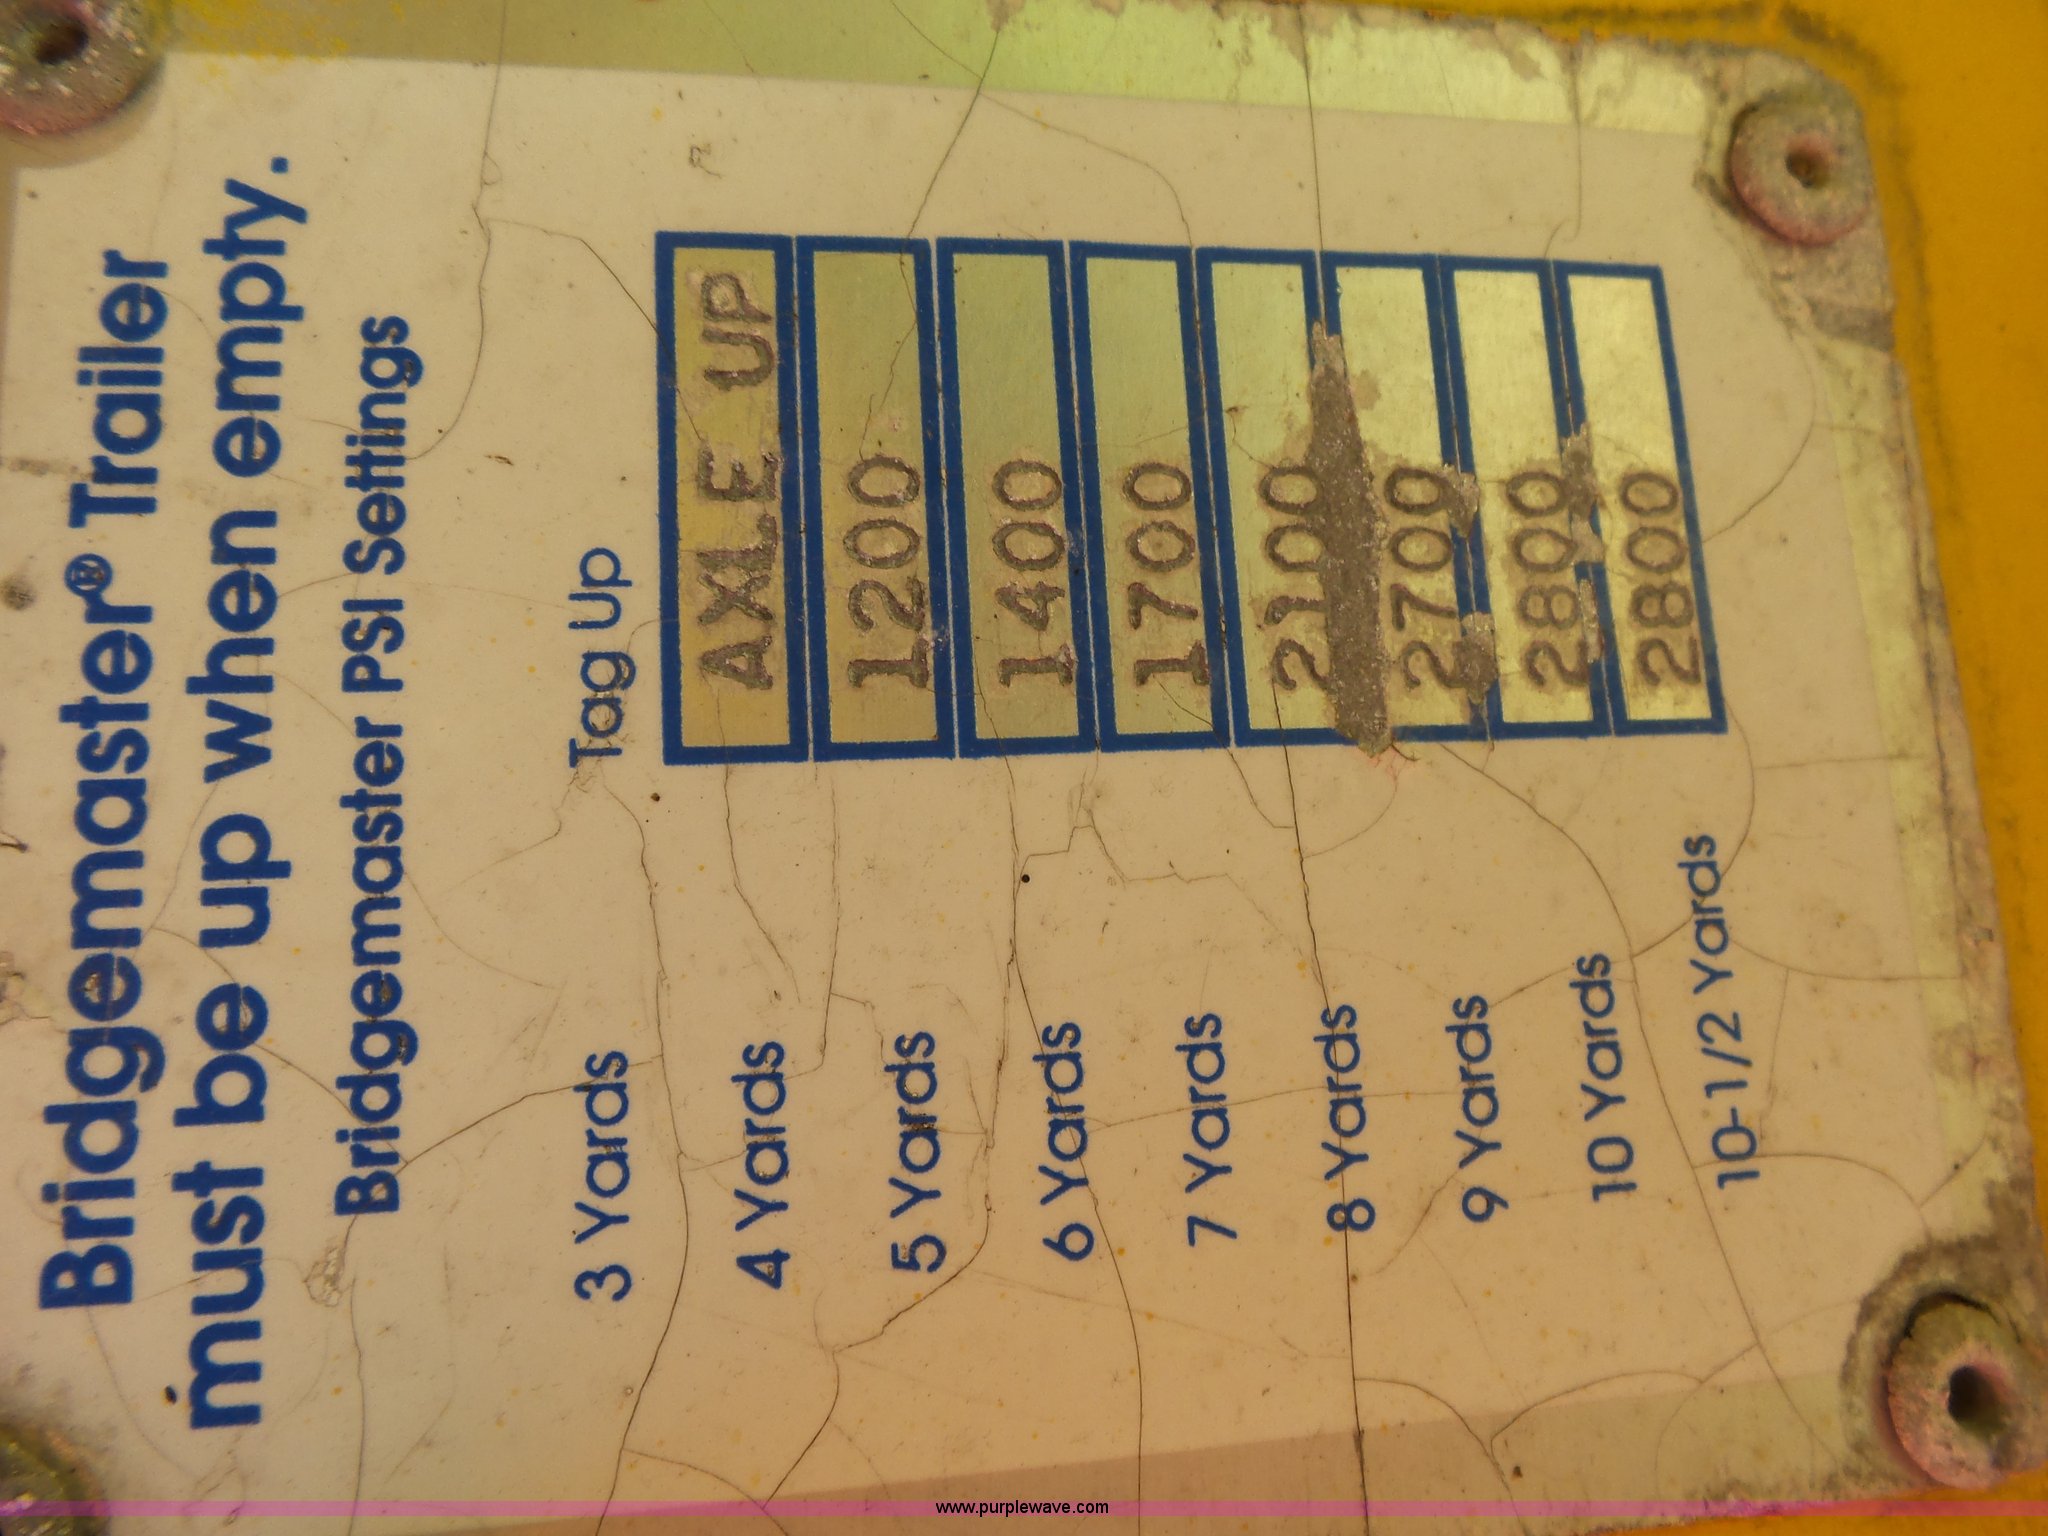 Bridgemaster® Trailer
must be up when empty.
Bridgemaster PSI Settings
3 Yards Tag Up
4 Yards AXLE UP
5 Yards 1200
6 Yards 1400
7 Yards 1700
8 Yards 2100
9 Yards 2700
10 Yards 2800
10-1/2 Yards 2800
www.purplewave.com